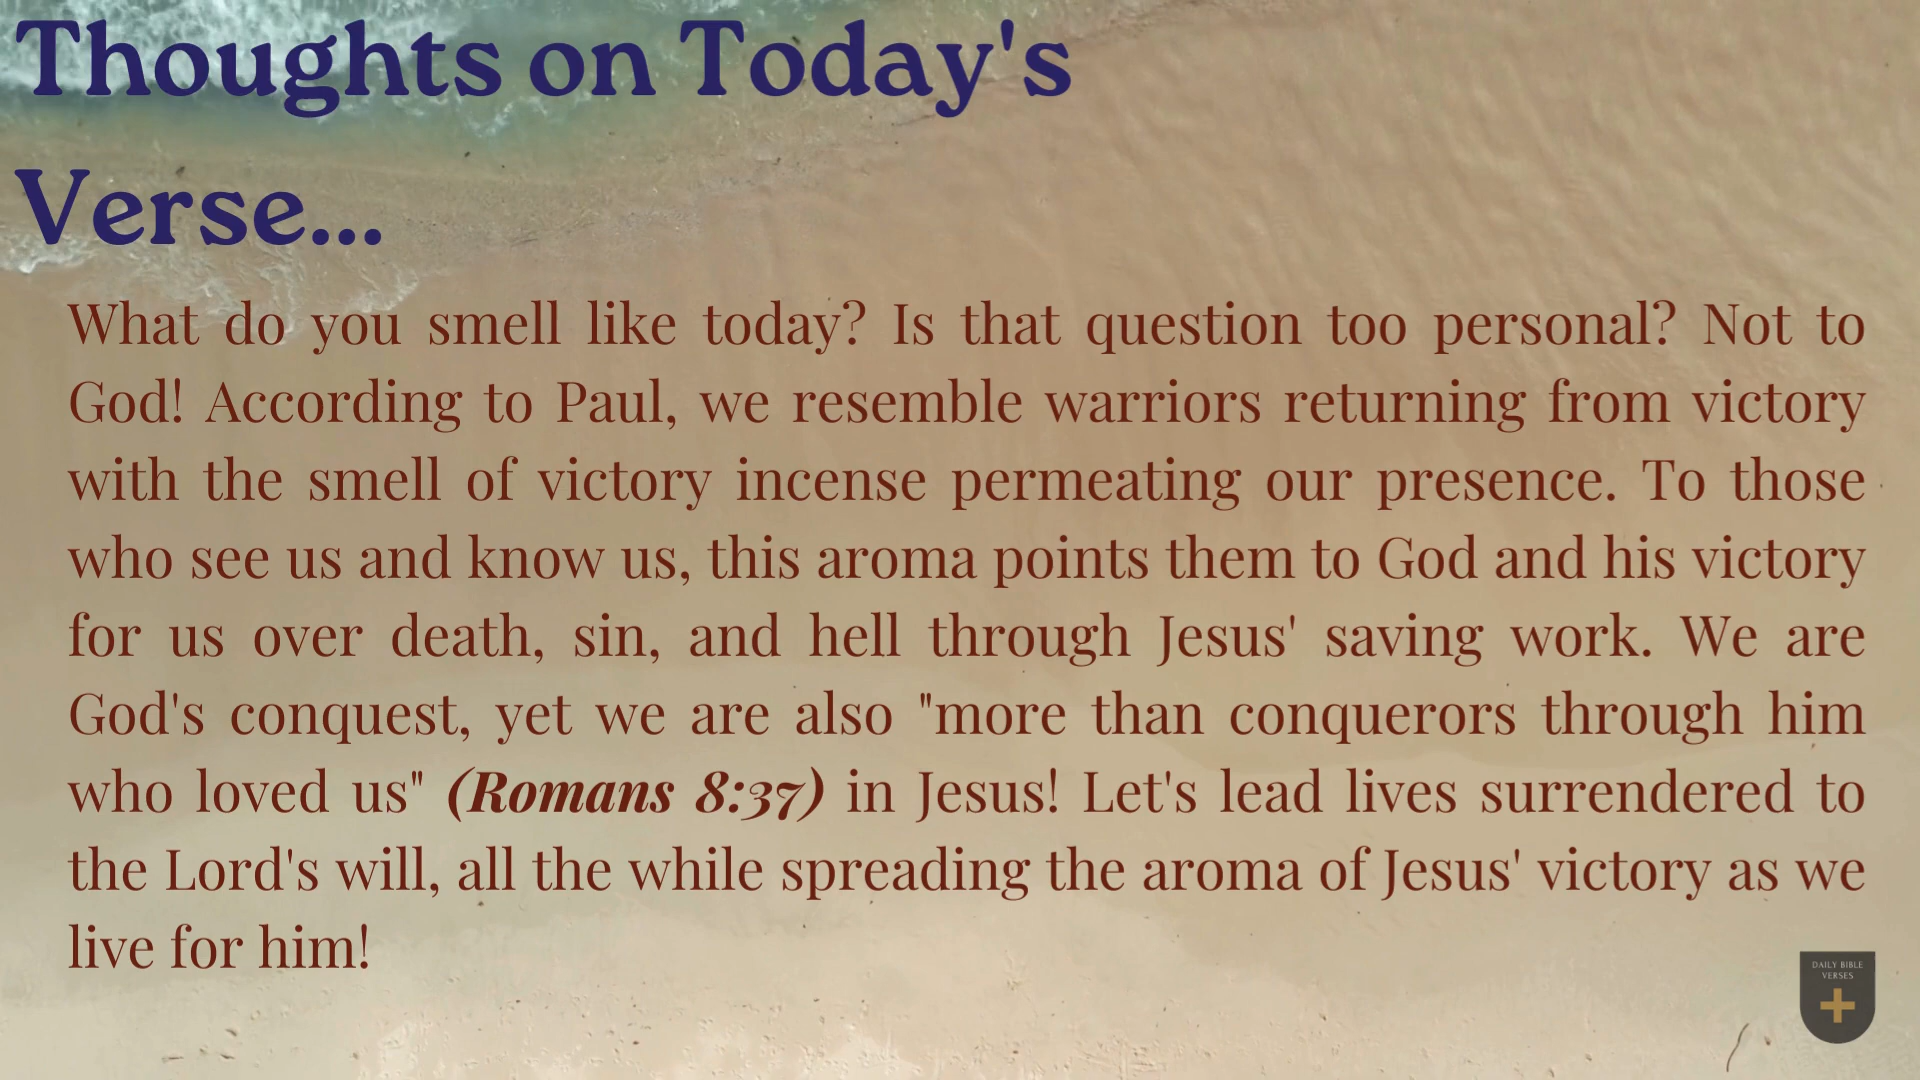 Thoughts on Today's
Verse...
What do you smell like today? Is that question too personal? Not to
God! According to Paul, we resemble warriors returning from victory
with the smell of victory incense permeating our presence. To those
who see us and know us, this aroma points them to God and his victory
for us over death, sin, and hell through Jesus' saving work. We are
God's conquest, yet we are also "more than conquerors through him
who loved us" (Romans 8:37) in Jesus! Let's lead lives surrendered to
the Lord's will, all the while spreading the aroma of Jesus' victory as we
live for him!
DAILY BIBLE
VERSES